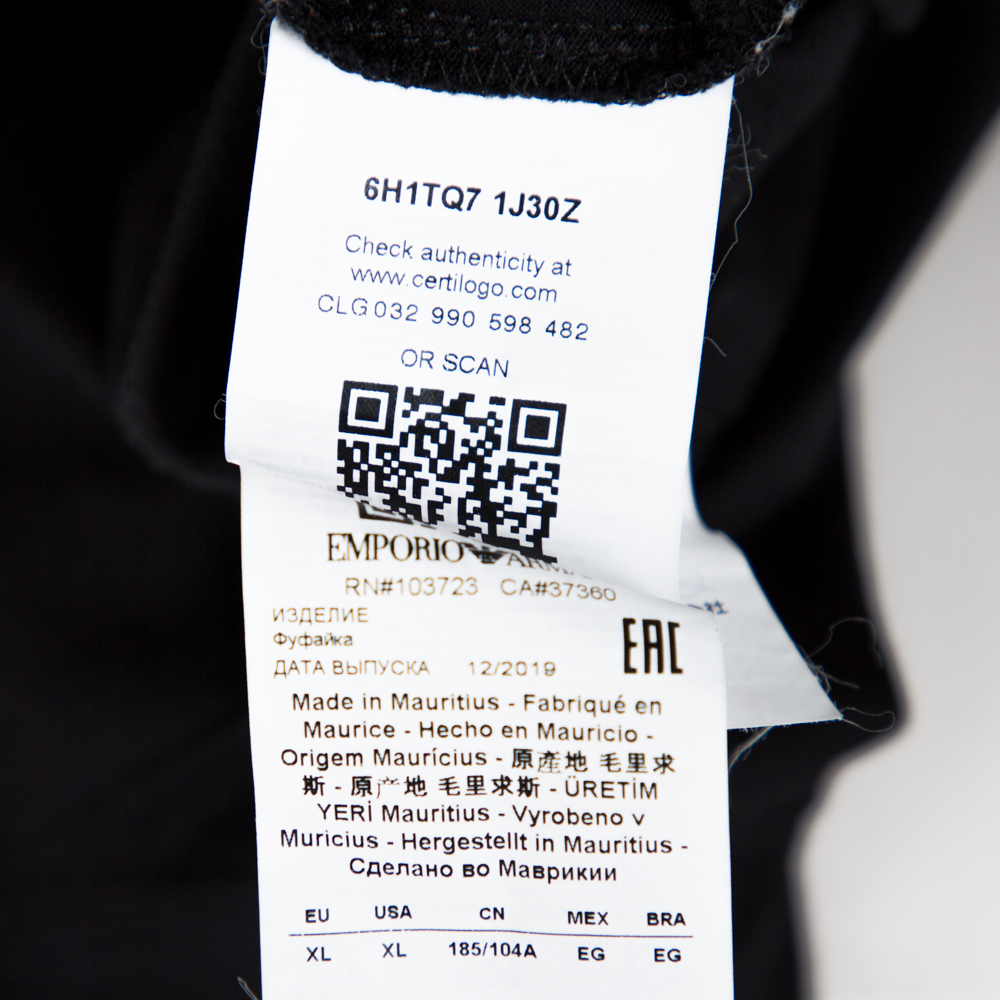 6H1TQ7 1J30Z
Check authenticity at
www.certilogo.com
CLG032 990 598 482
OR SCAN
EMPORIO
RN#103723 CA#37360
社
ИЗДЕЛИЕ
Фуфайка
EAC
ДАТА ВЫПУСКА 12/2019
Made in Mauritius - Fabriqué en
Maurice - Hecho en Mauricio -
Origem Maurícius - 原產地 毛里求
斯 - 原产地 毛里求斯 - ÜRETİM
YERİ Mauritius - Vyrobeno v
Muricius - Hergestellt in Mauritius -
Сделано во Маврикии
EU USA CN MEX BRA
XL XL 185/104A EG EG